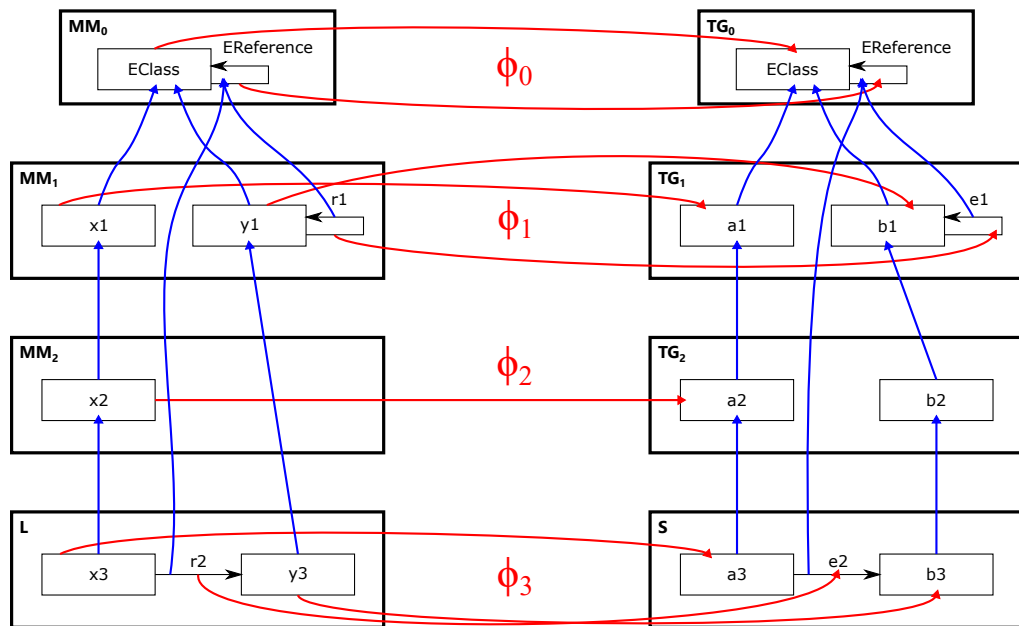 MM₀
EReference
EClass
ϕ₀
TG₀
EReference
EClass
MM₁
x1
y1
r1
ϕ₁
TG₁
a1
b1
e1
MM₂
x2
ϕ₂
TG₂
a2
b2
L
x3
r2
y3
ϕ₃
S
a3
e2
b3